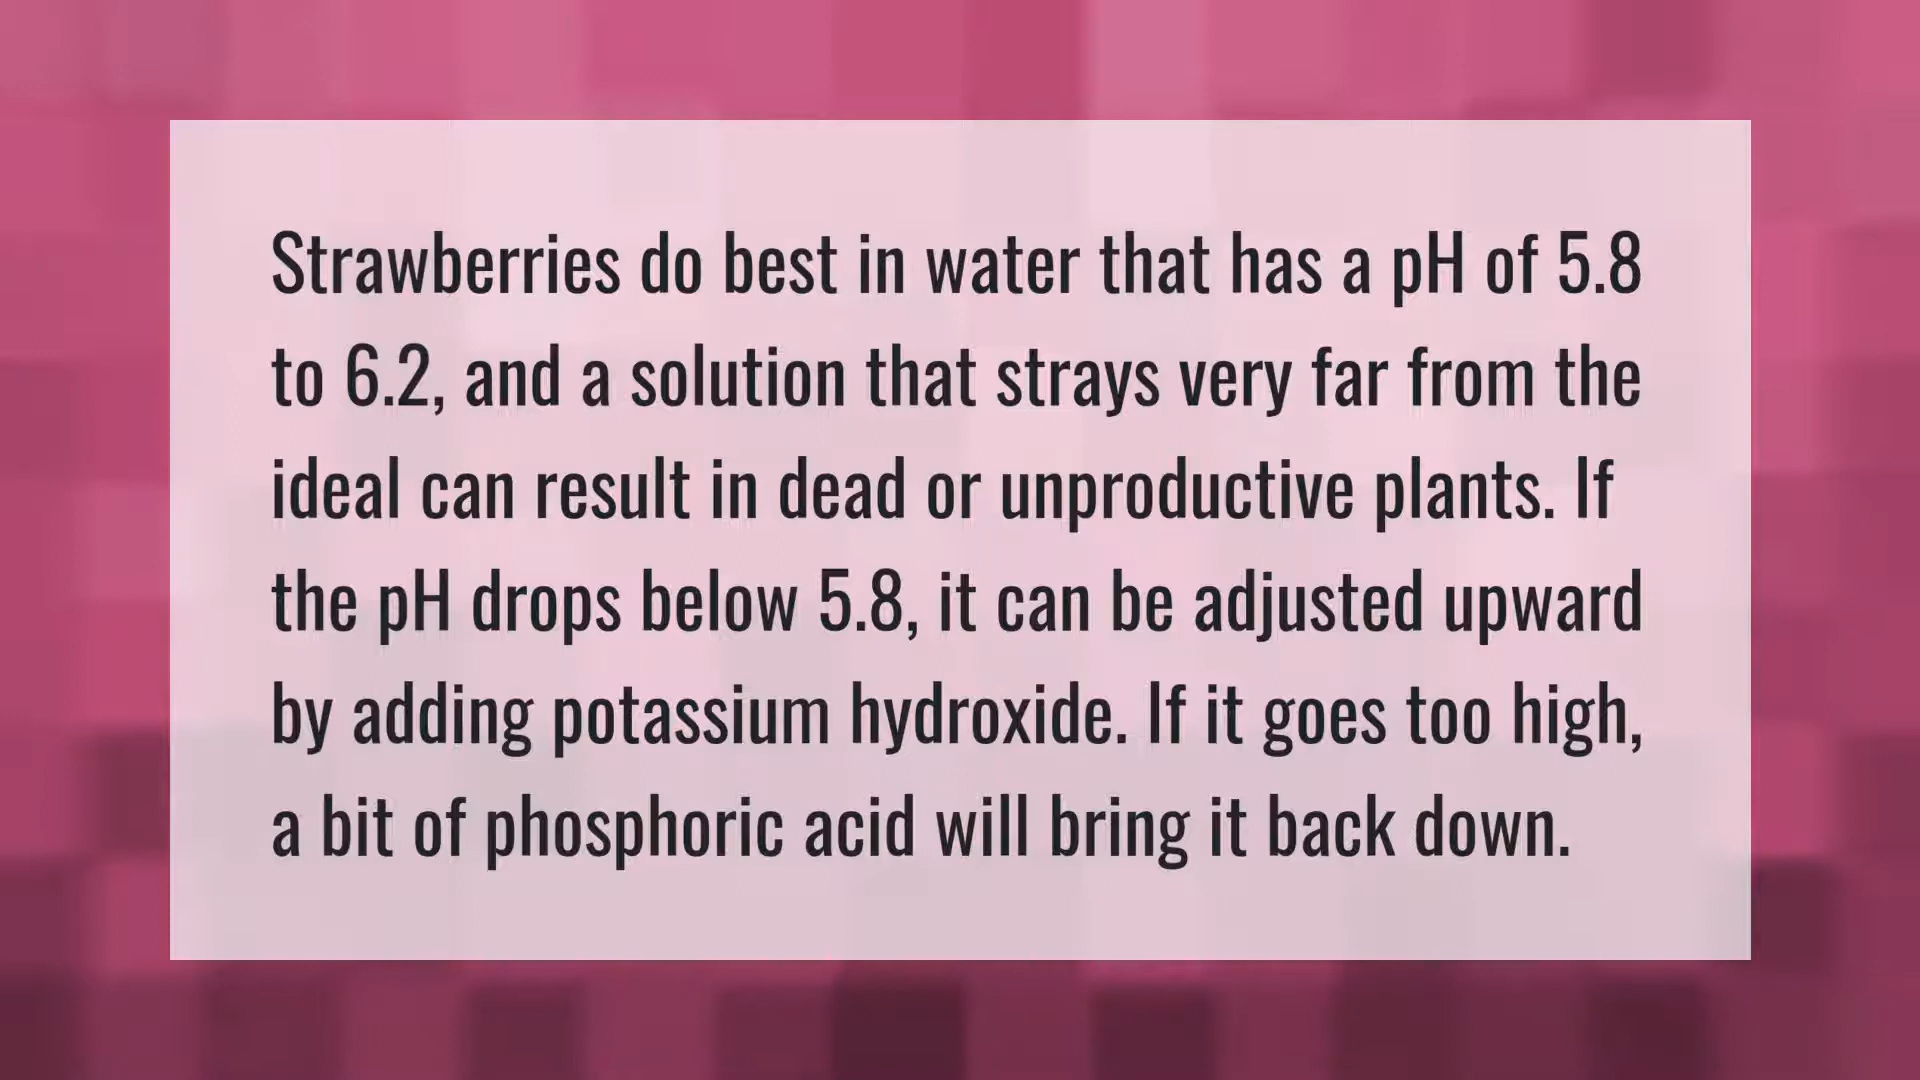 Strawberries do best in water that has a pH of 5.8
to 6.2, and a solution that strays very far from the
ideal can result in dead or unproductive plants. If
the pH drops below 5.8, it can be adjusted upward
by adding potassium hydroxide. If it goes too high,
a bit of phosphoric acid will bring it back down.